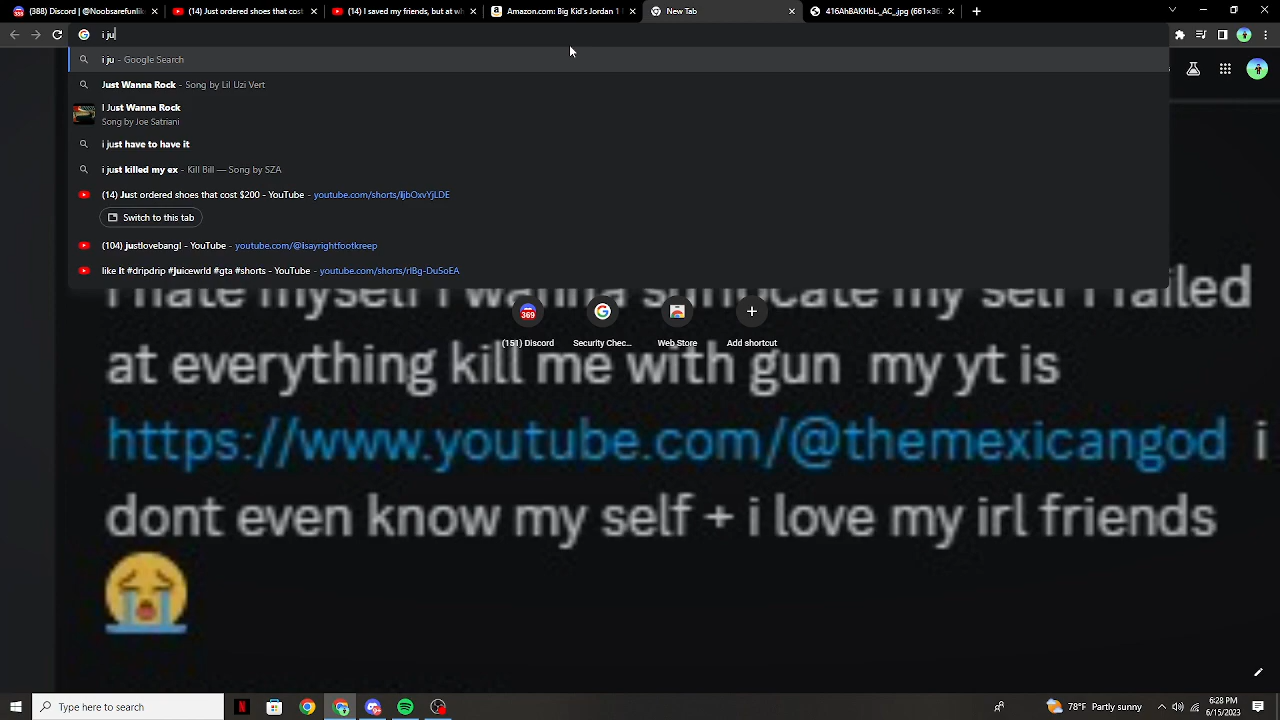 (388) Discord | @Noobsarefunlik
(14) Just ordered shoes that cost
(14) I saved my friends, but at wh
Amazon.com: Big Kid's Jordan 1
New Tab
416AhBAKHbL_AC_.jpg (661×36
i ju
i ju - Google Search
Just Wanna Rock - Song by Lil Uzi Vert
I Just Wanna Rock
Song by Joe Satriani
i just have to have it
i just killed my ex - Kill Bill — Song by SZA
(14) Just ordered shoes that cost $200 - YouTube - youtube.com/shorts/ljjbOxvYjLDE
Switch to this tab
(104) justlovebang! - YouTube - youtube.com/@isayrightfootkreep
like It #dripdrip #juicewrld #gta #shorts - YouTube - youtube.com/shorts/rlBg-Du5oEA
i hate myself i wanna suffocate my self i failed
369
(151) Discord
Security Chec...
Web Store
Add shortcut
at everything kill me with gun my yt is
https://www.youtube.com/@themexicangod i
dont even know my self + i love my irl friends
Type here to search
78°F Partly sunny
6:28 PM
6/15/2023